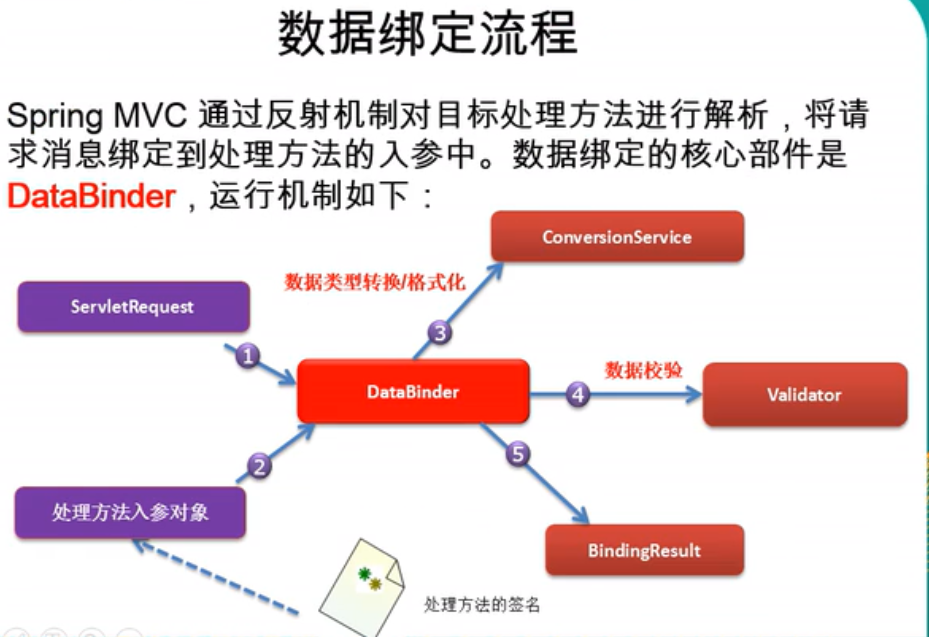 数据绑定流程
Spring MVC 通过反射机制对目标处理方法进行解析，将请
求消息绑定到处理方法的入参中。数据绑定的核心部件是
DataBinder，运行机制如下：
ConversionService
数据类型转换/格式化
ServletRequest
3
1
数据校验
DataBinder
4
Validator
5
2
处理方法入参对象
BindingResult
处理方法的签名